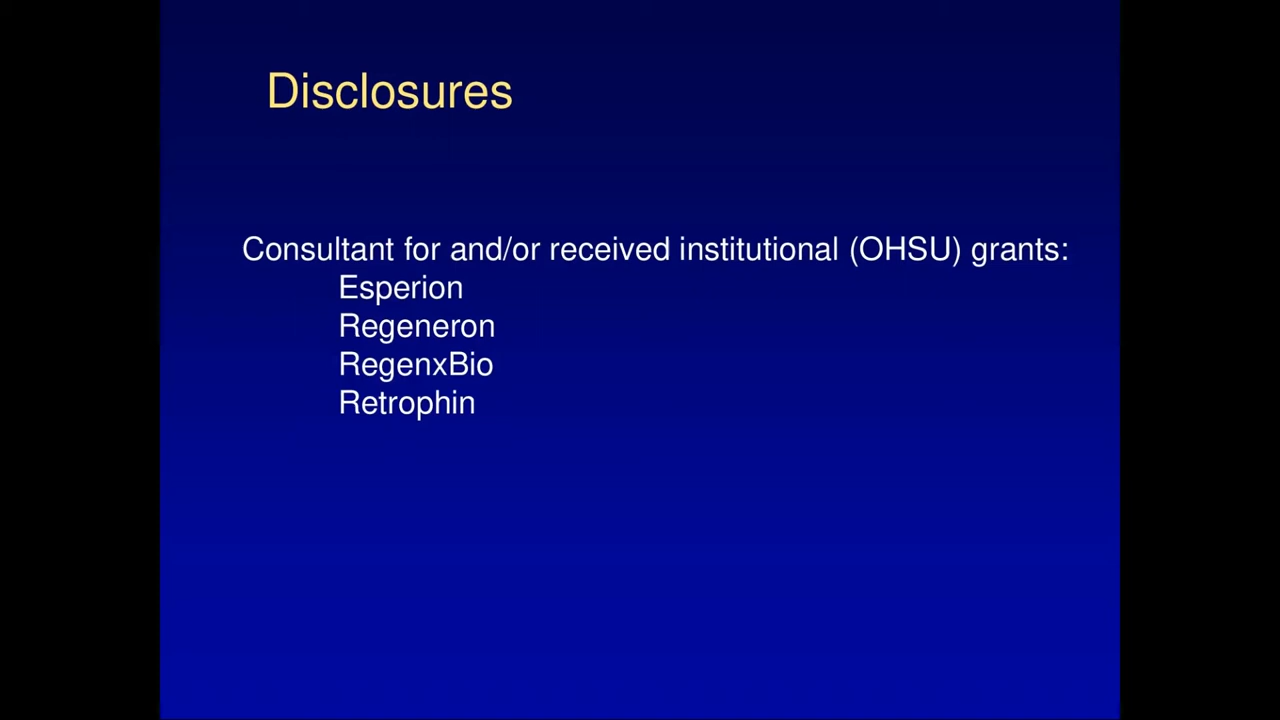 Disclosures
Consultant for and/or received institutional (OHSU) grants:
Esperion
Regeneron
RegenxBio
Retrophin